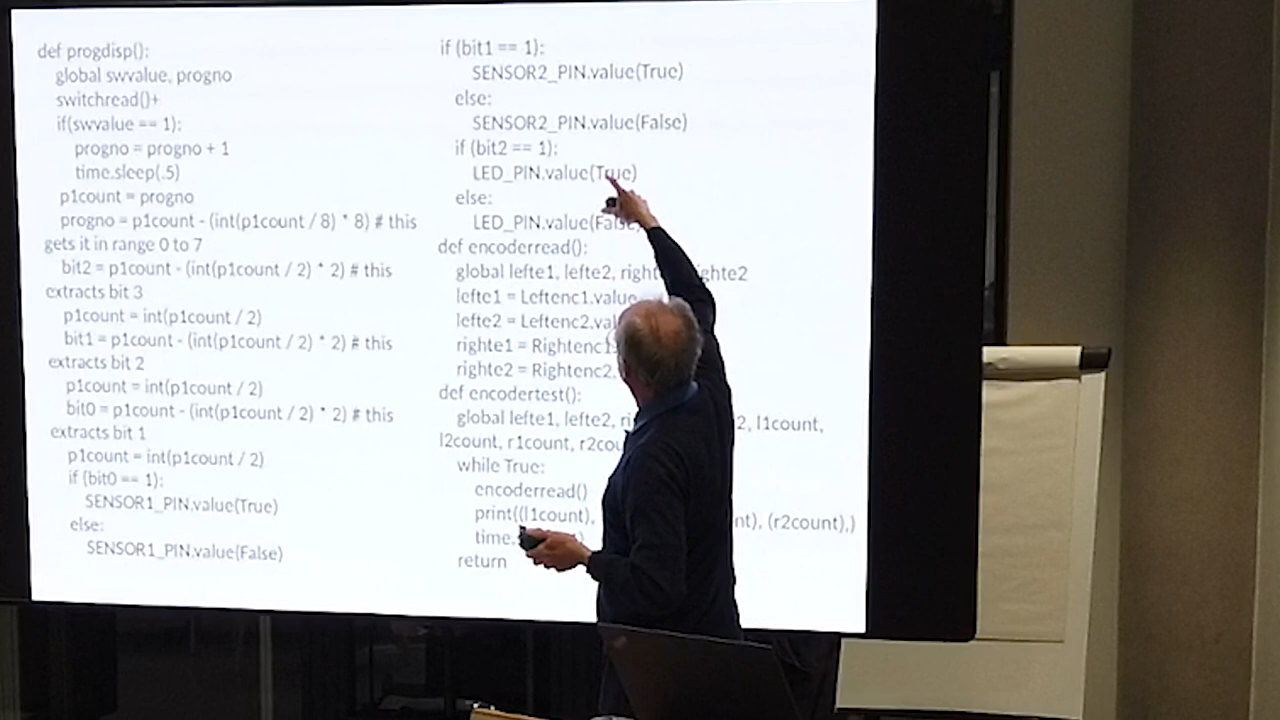 def progdisp():
global swvalue, progno
switchread()+
if(swvalue == 1):
progno = progno + 1
time.sleep(.5)
p1count = progno
progno = p1count - (int(p1count / 8) * 8) # this
gets it in range 0 to 7
bit2 = p1count - (int(p1count / 2) * 2) # this
extracts bit 3
p1count = int(p1count / 2)
bit1 = p1count - (int(p1count / 2) * 2) # this
extracts bit 2
p1count = int(p1count / 2)
bit0 = p1count - (int(p1count / 2) * 2) # this
extracts bit 1
p1count = int(p1count / 2)
if (bit0 == 1):
SENSOR1_PIN.value(True)
else:
SENSOR1_PIN.value(False)
if (bit1 == 1):
SENSOR2_PIN.value(True)
else:
SENSOR2_PIN.value(False)
if (bit2 == 1):
LED_PIN.value(True)
else:
LED_PIN.value(False)
def encoderread():
global lefte1, lefte2, righte2
lefte1 = Leftenc1.value
lefte2 = Leftenc2.val
righte1 = Rightenc1
righte2 = Rightenc2.
def encodertest():
global lefte1, lefte2, 2, l1count,
l2count, r1count, r2cou
while True:
encoderread()
print((l1count), nt), (r2count),)
time.
return